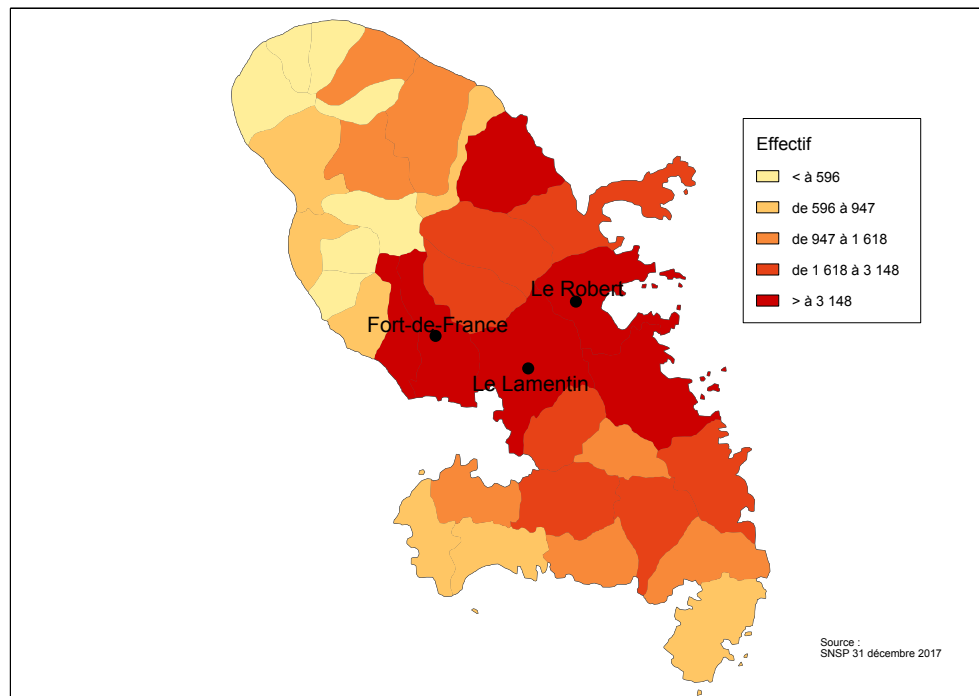 Effectif
< à 596
de 596 à 947
de 947 à 1 618
de 1 618 à 3 148
> à 3 148
Le Robert
Fort-de-France
Le Lamentin
Source :
SNSP 31 décembre 2017